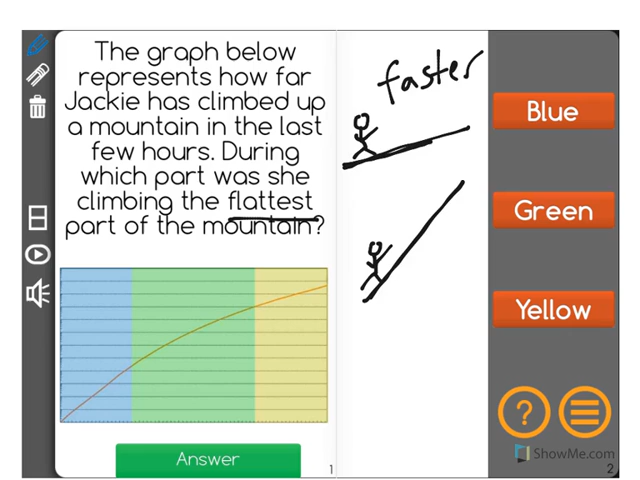 The graph below
represents how far
Jackie has climbed up
a mountain in the last
few hours. During
which part was she
climbing the flattest
part of the mountain?
Answer
1
faster
Blue
Green
Yellow
?
ShowMe.com
2